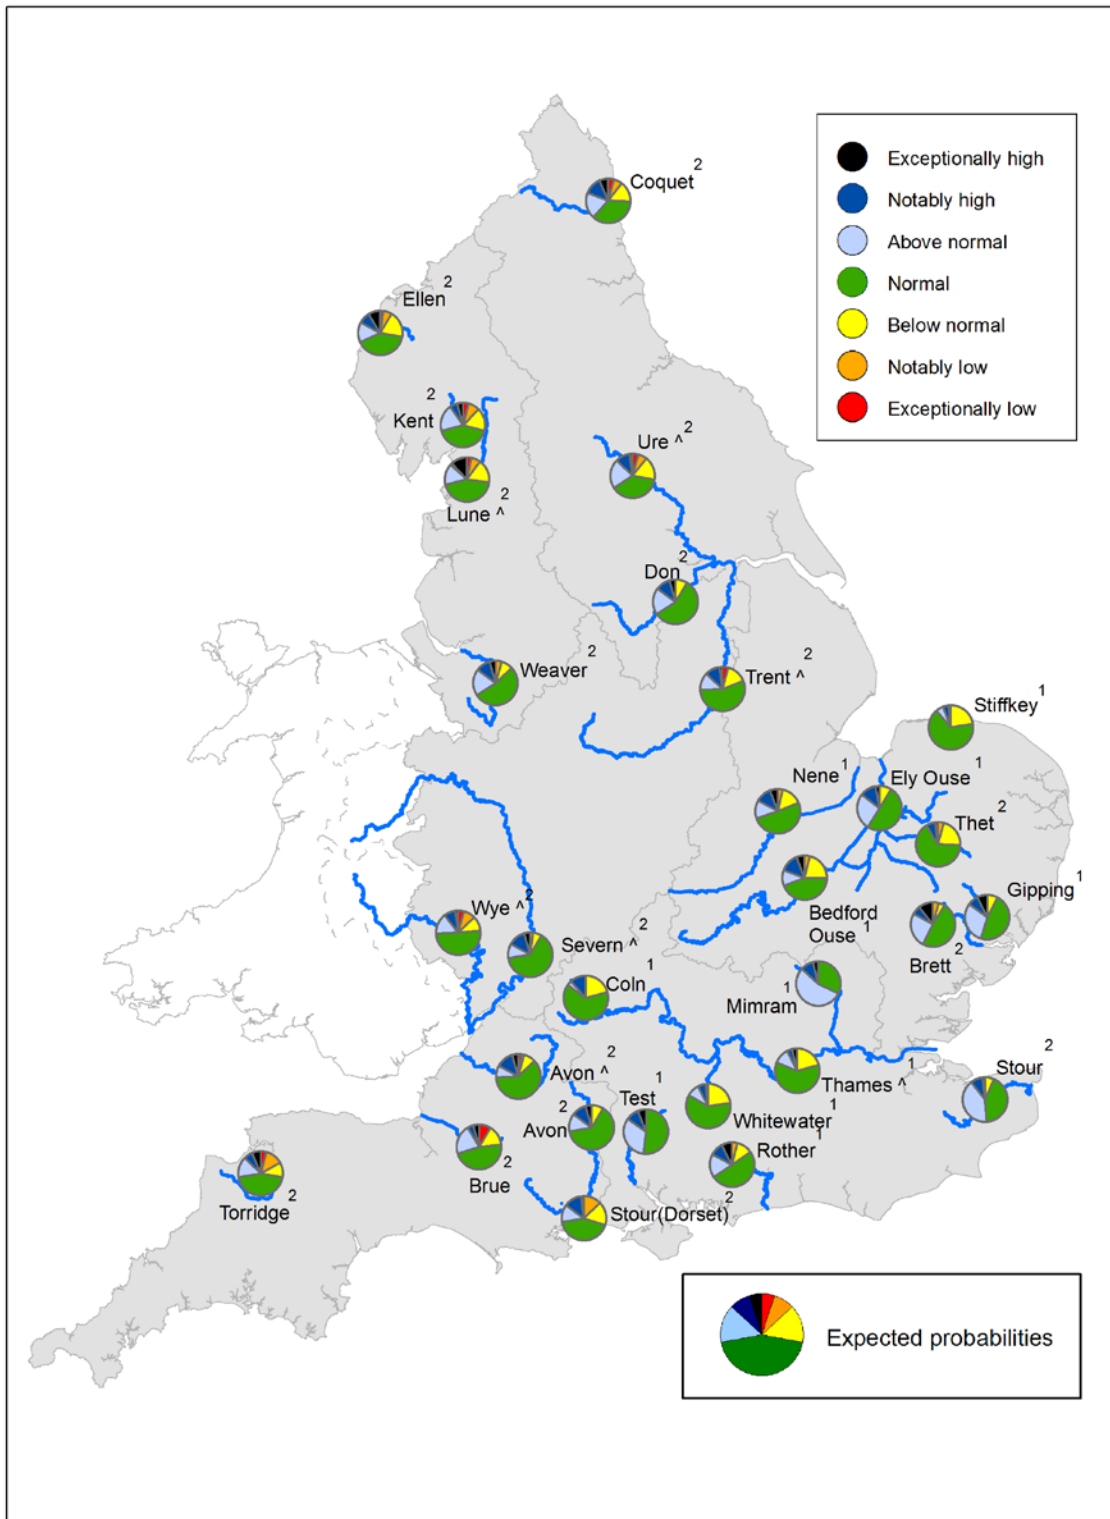 Exceptionally high
Notably high
Above normal
Normal
Below normal
Notably low
Exceptionally low
Coquet 2
Ellen 2
Kent 2
Ure ^ 2
Lune ^ 2
Don 2
Weaver 2
Trent ^ 2
Stiffkey 1
Nene 1
Ely Ouse 1
Thet 2
Gipping 1
Bedford
Ouse 1
Brett 2
Wye ^ 2
Severn ^ 2
Coln 1
Mimram 1
Avon ^ 2
Test 1
Thames ^ 1
Stour 2
Avon 2
Whitewater 1
Rother 1
Brue 2
Torridge 2
Stour(Dorset) 2
Expected probabilities